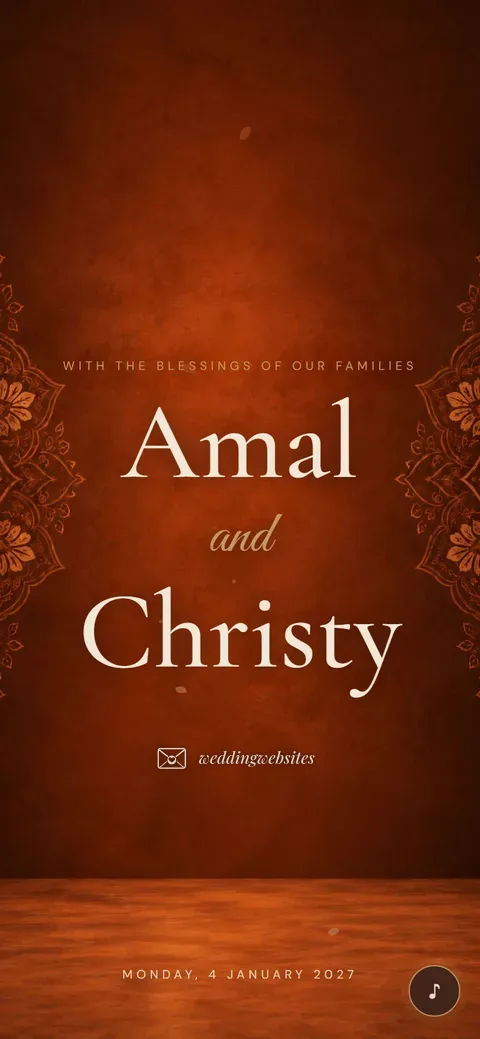 WITH THE BLESSINGS OF OUR FAMILIES
Amal
and
Christy
weddingwebsites
MONDAY, 4 JANUARY 2027